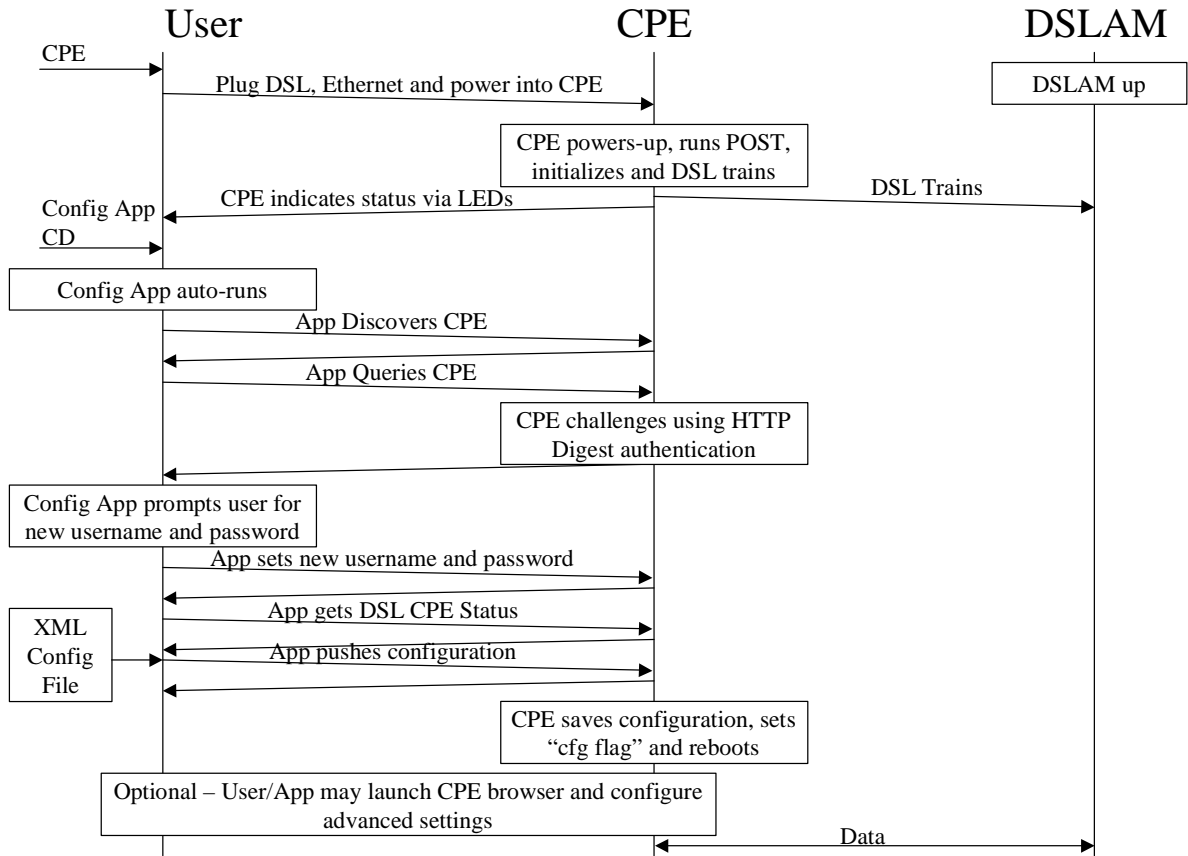 User
CPE
DSLAM
CPE
Plug DSL, Ethernet and power into CPE
DSLAM up
CPE powers-up, runs POST,
initializes and DSL trains
DSL Trains
CPE indicates status via LEDs
Config App
CD
Config App auto-runs
App Discovers CPE
App Queries CPE
CPE challenges using HTTP
Digest authentication
Config App prompts user for
new username and password
App sets new username and password
App gets DSL CPE Status
XML
Config
File
App pushes configuration
CPE saves configuration, sets
“cfg flag” and reboots
Optional – User/App may launch CPE browser and configure
advanced settings
Data